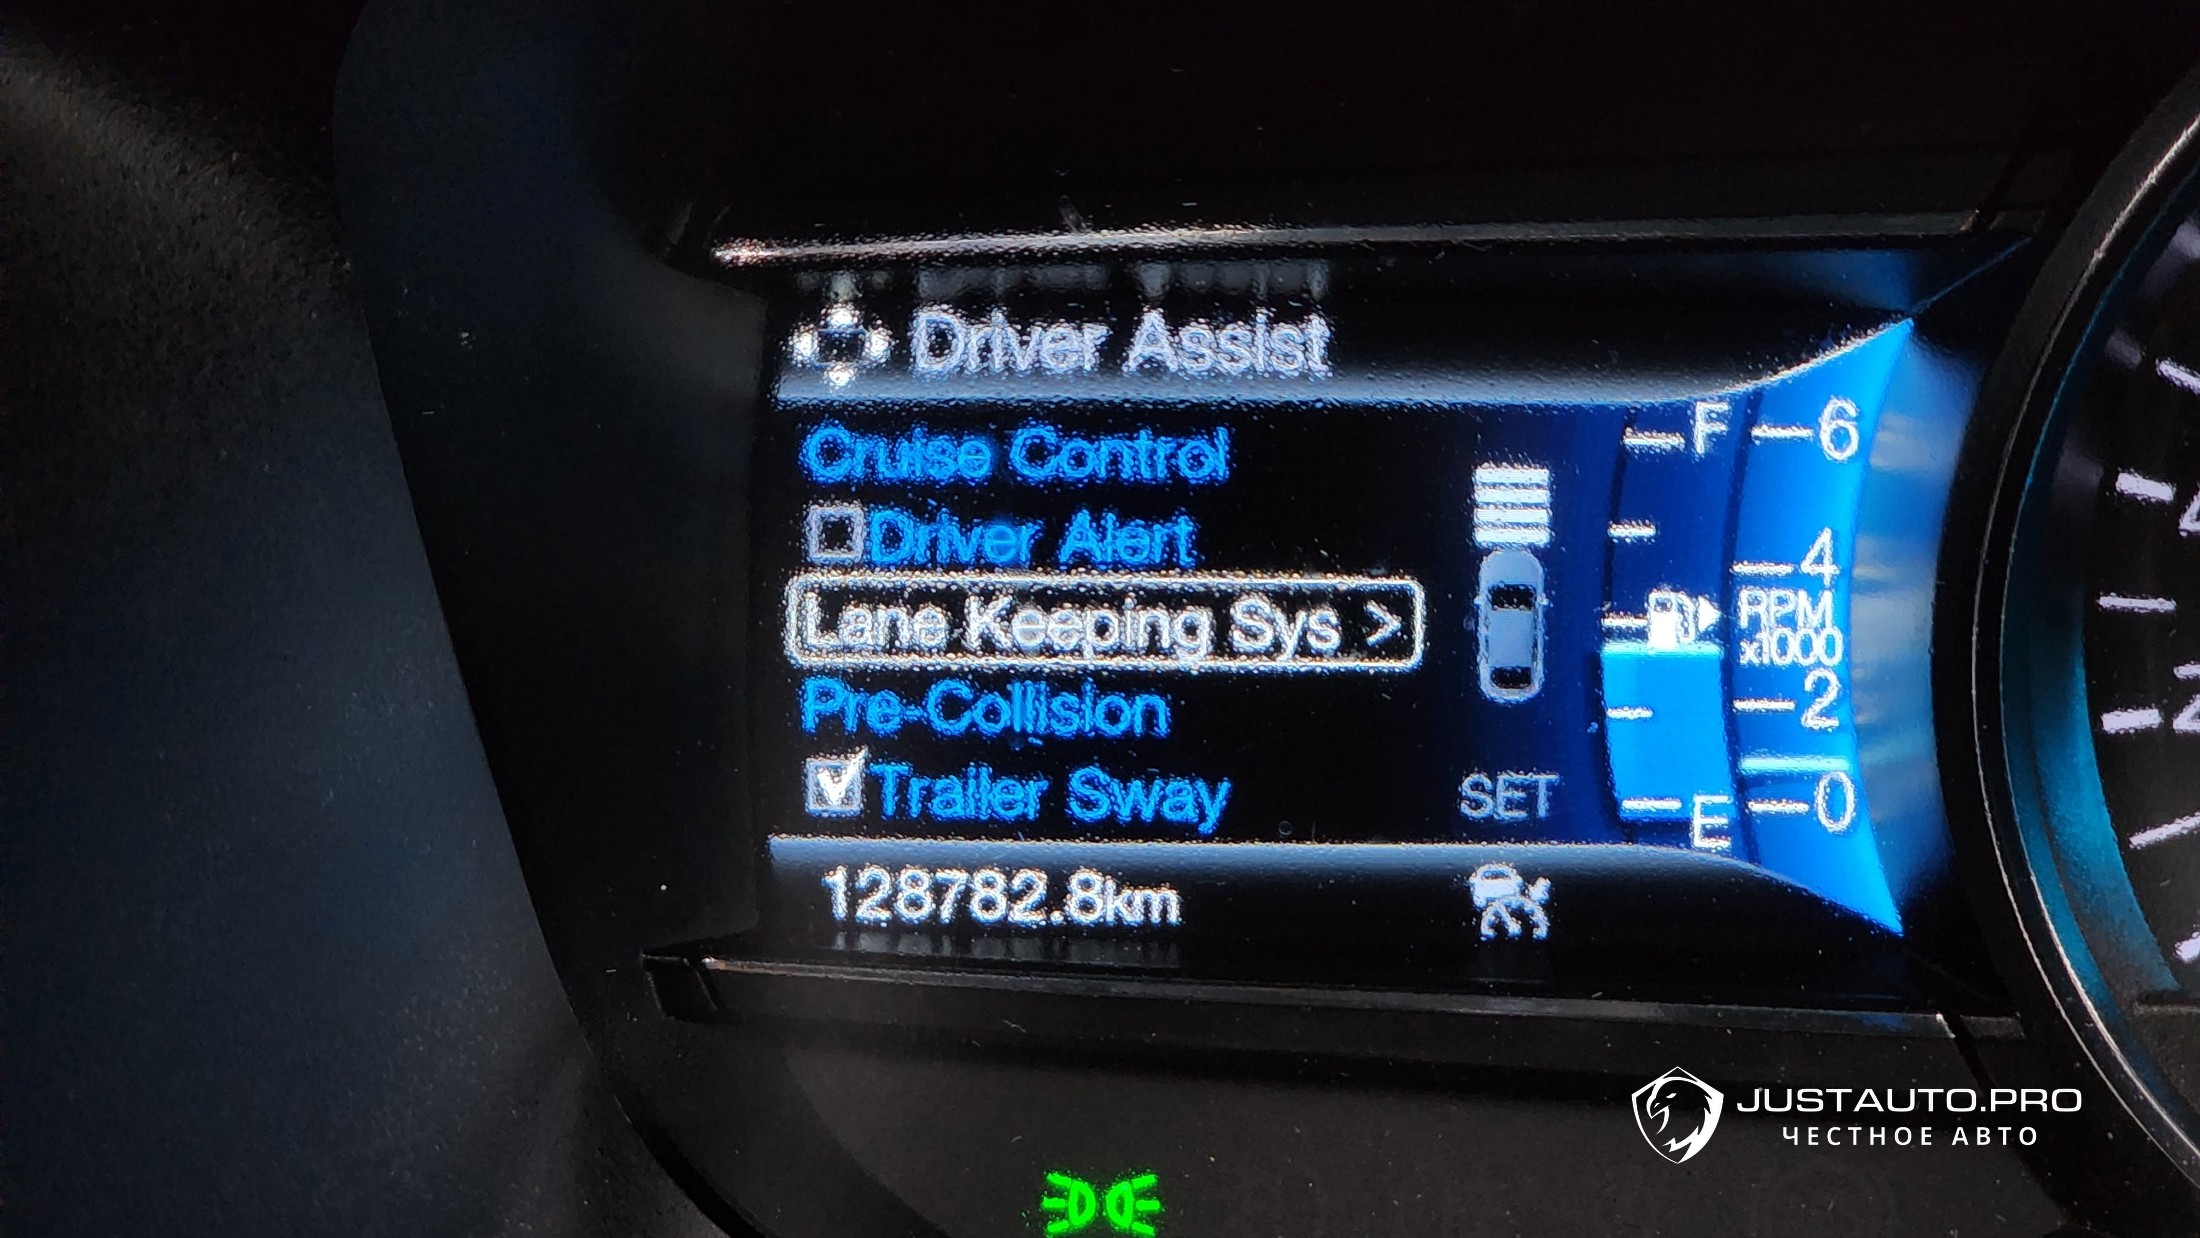 Driver Assist
Cruise Control
Driver Alert
Lane Keeping Sys >
Pre-Collision
Trailer Sway
SET
128782.8km
F
E
6
4
RPM
x1000
2
0
JUSTAUTO.PRO
ЧЕСТНОЕ АВТО